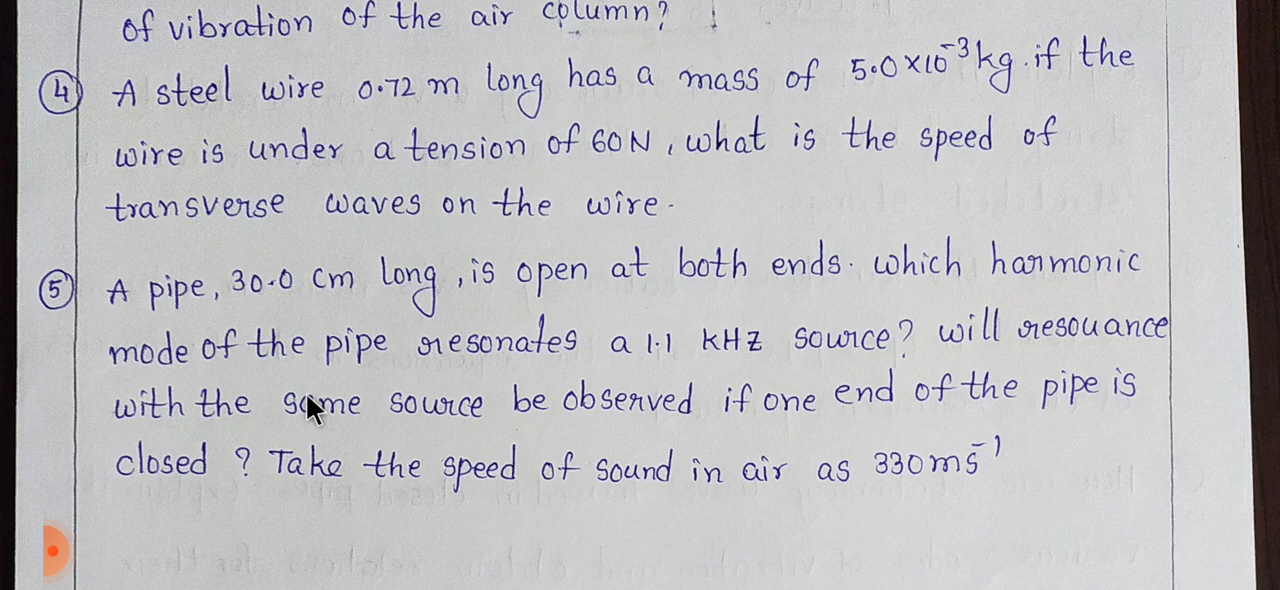 of vibration of the air column?
④ A steel wire 0.72 m long has a mass of 5.0×10⁻³ kg. if the
wire is under a tension of 60N, what is the speed of
transverse waves on the wire.
⑤ A pipe, 30.0 cm long, is open at both ends. which harmonic
mode of the pipe resonates a 1.1 kHz source? will resouance
with the same source be observed if one end of the pipe is
closed ? Take the speed of sound in air as 330 ms⁻¹